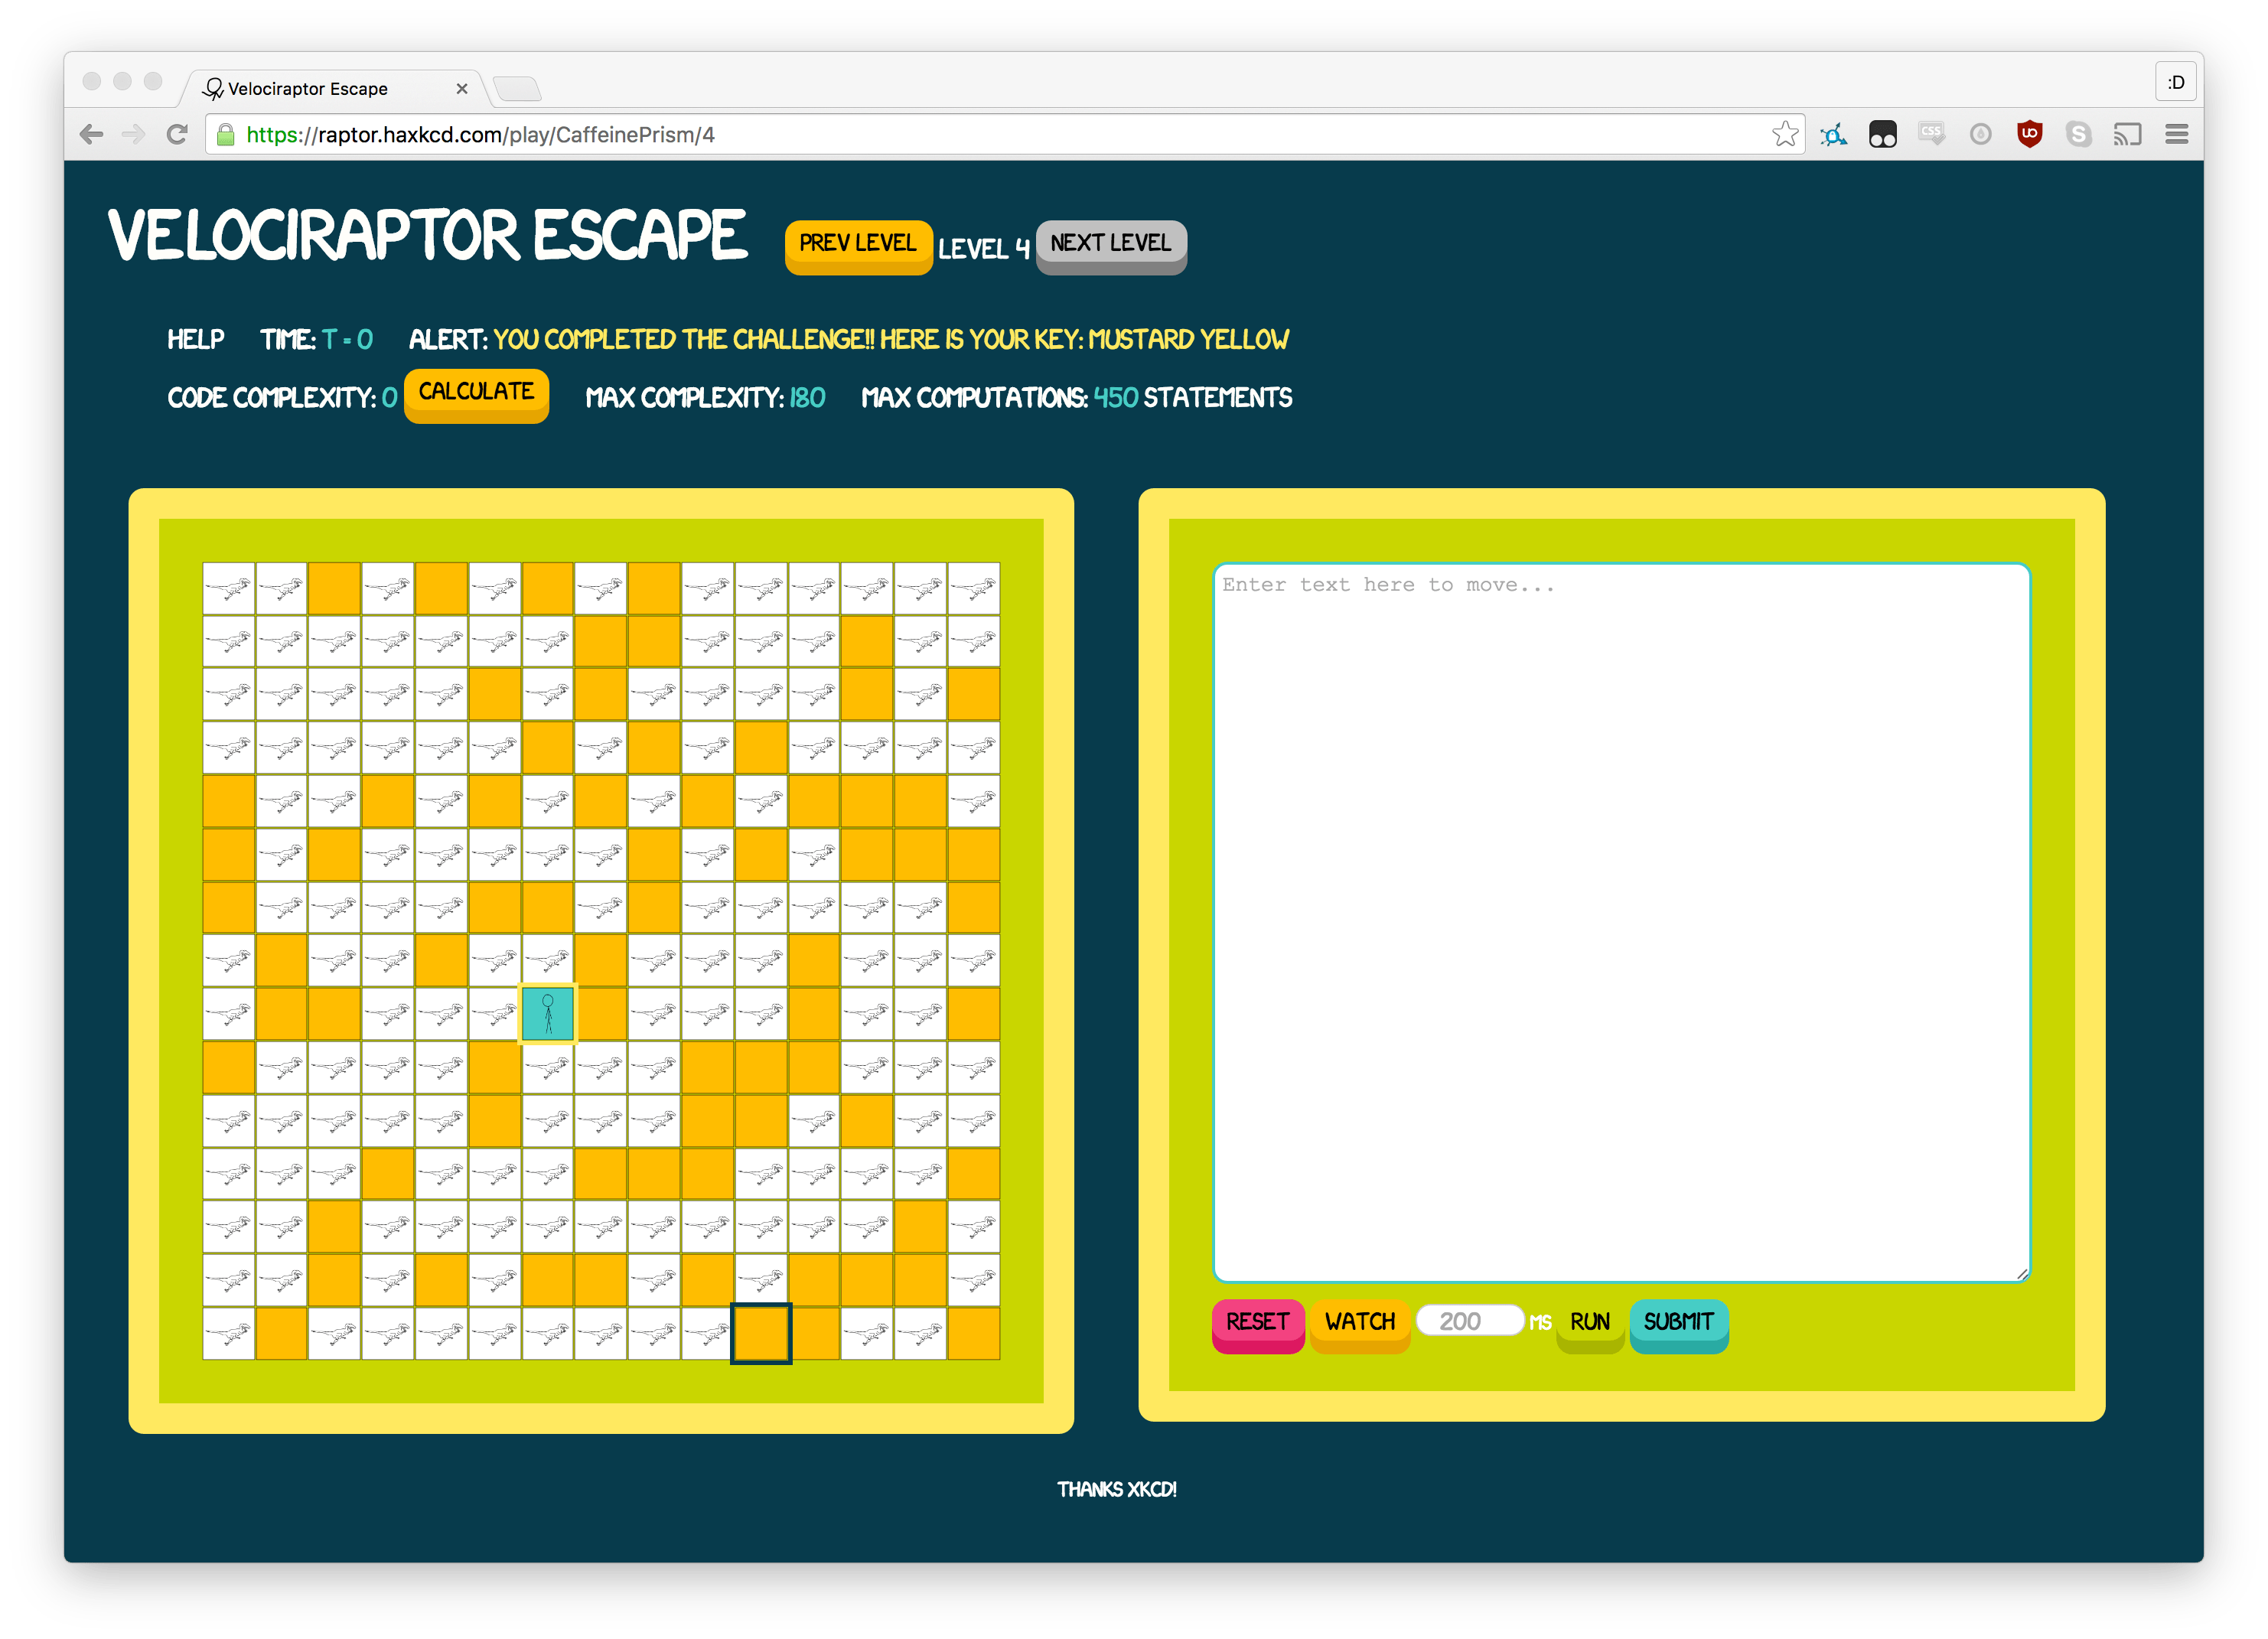 Velociraptor Escape
:D
https://raptor.haxkcd.com/play/CaffeinePrism/4
CSS
UO
S
VELOCIRAPTOR ESCAPE PREV LEVEL LEVEL 4 NEXT LEVEL
HELP TIME: T = 0 ALERT: YOU COMPLETED THE CHALLENGE!! HERE IS YOUR KEY: MUSTARD YELLOW
CODE COMPLEXITY: 0 CALCULATE MAX COMPLEXITY: 180 MAX COMPUTATIONS: 450 STATEMENTS
Enter text here to move...
RESET WATCH 200 MS RUN SUBMIT
THANKS XKCD!